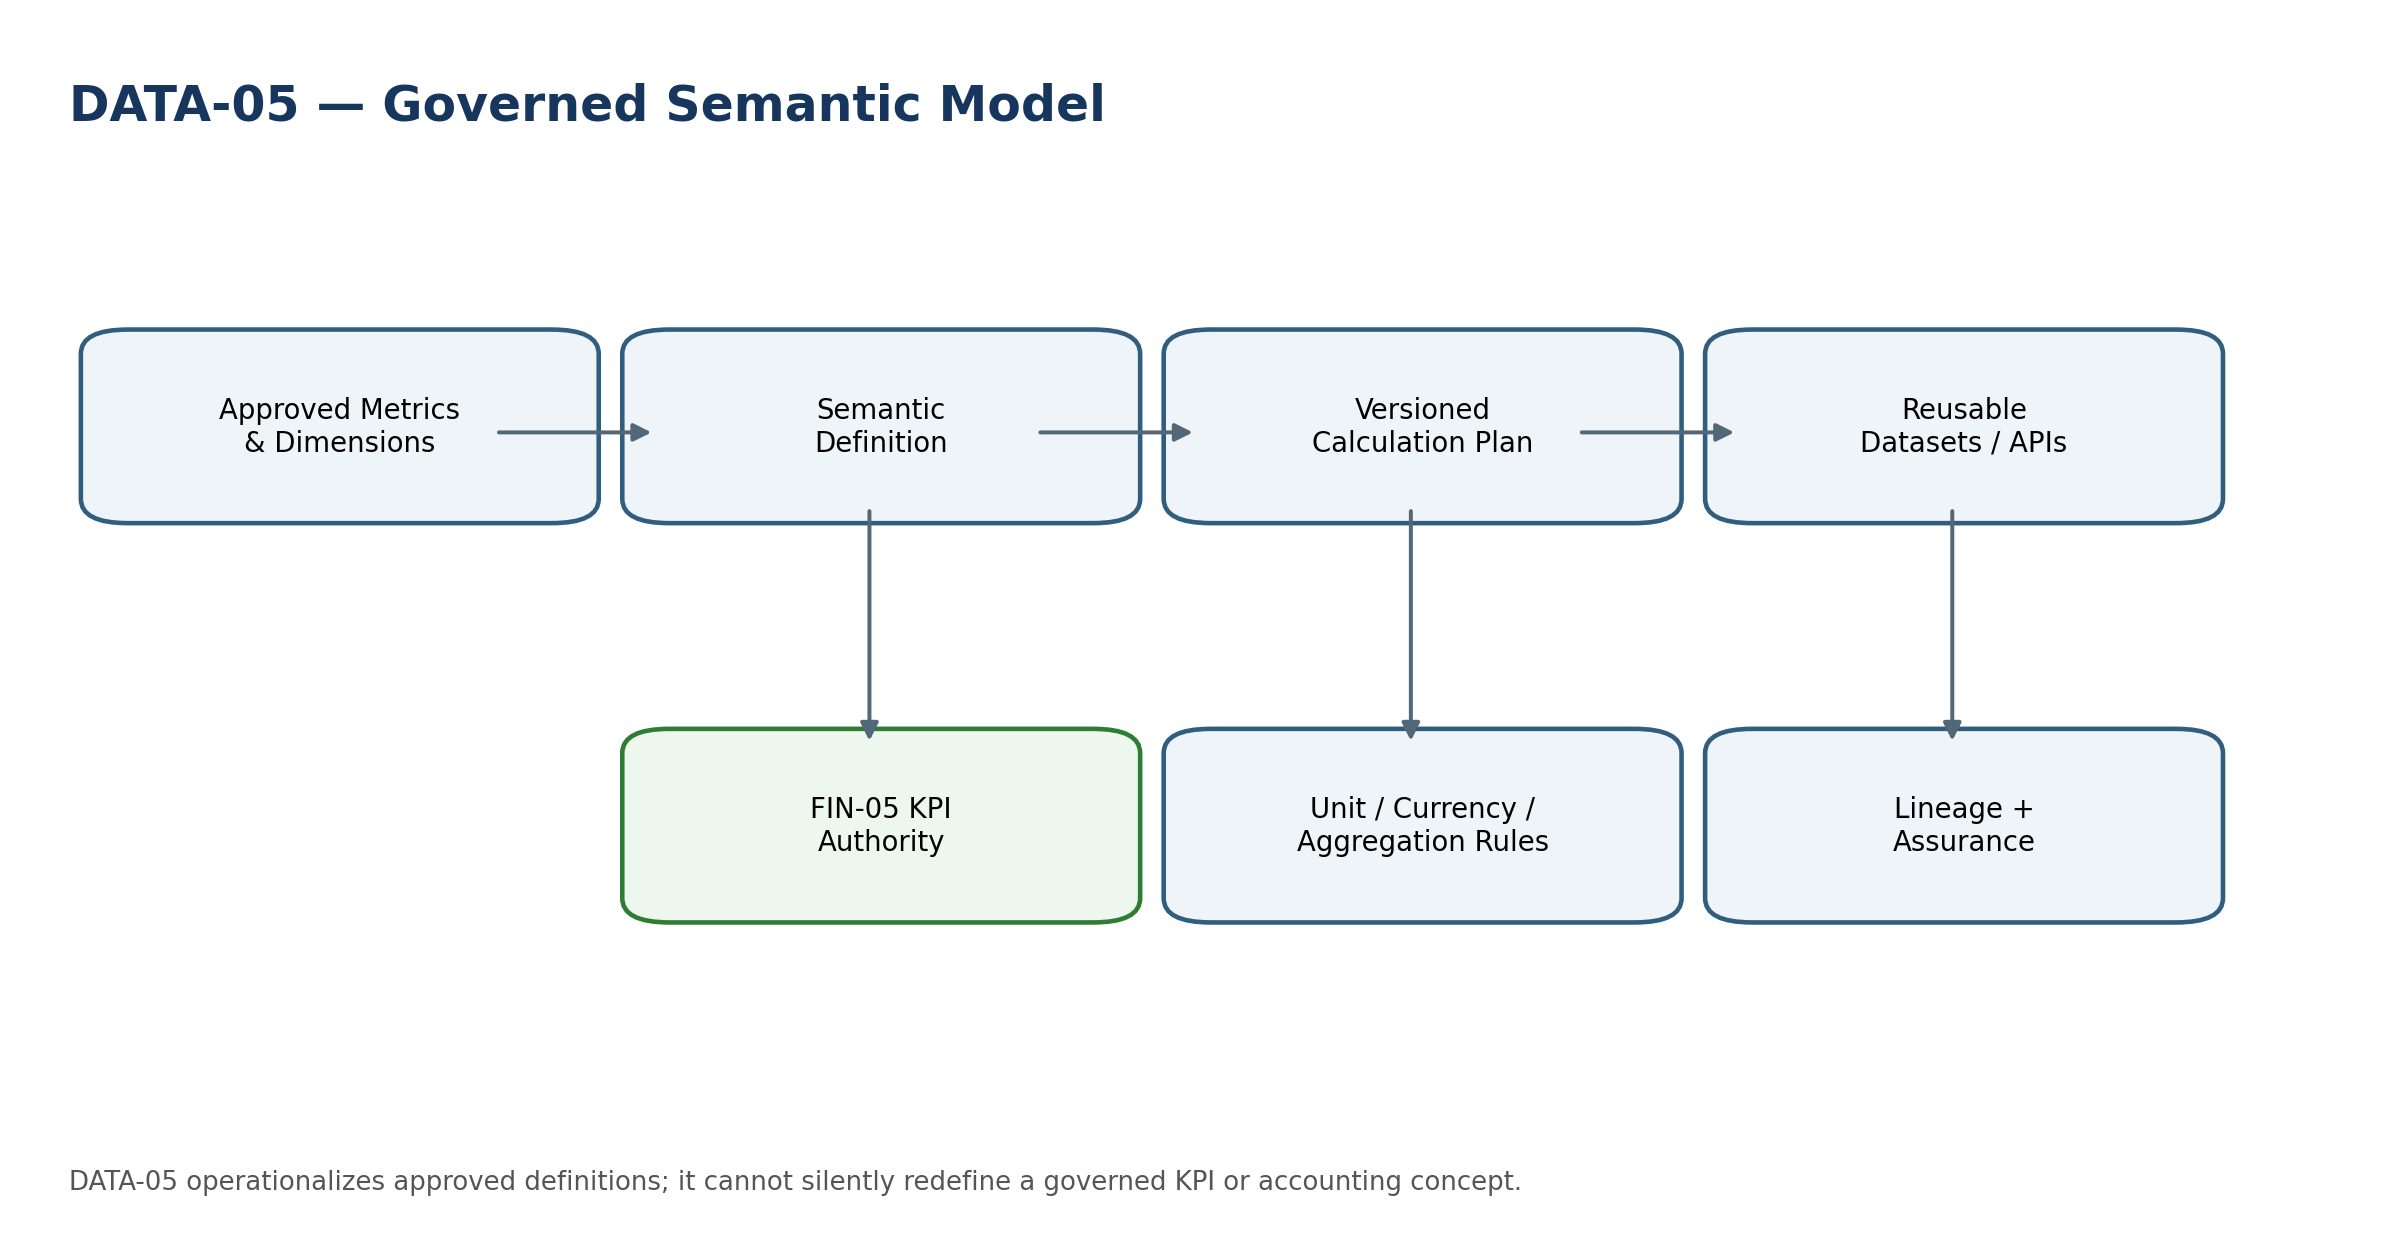 DATA-05 — Governed Semantic Model
Approved Metrics
& Dimensions
Semantic
Definition
Versioned
Calculation Plan
Reusable
Datasets / APIs
FIN-05 KPI
Authority
Unit / Currency /
Aggregation Rules
Lineage +
Assurance
DATA-05 operationalizes approved definitions; it cannot silently redefine a governed KPI or accounting concept.